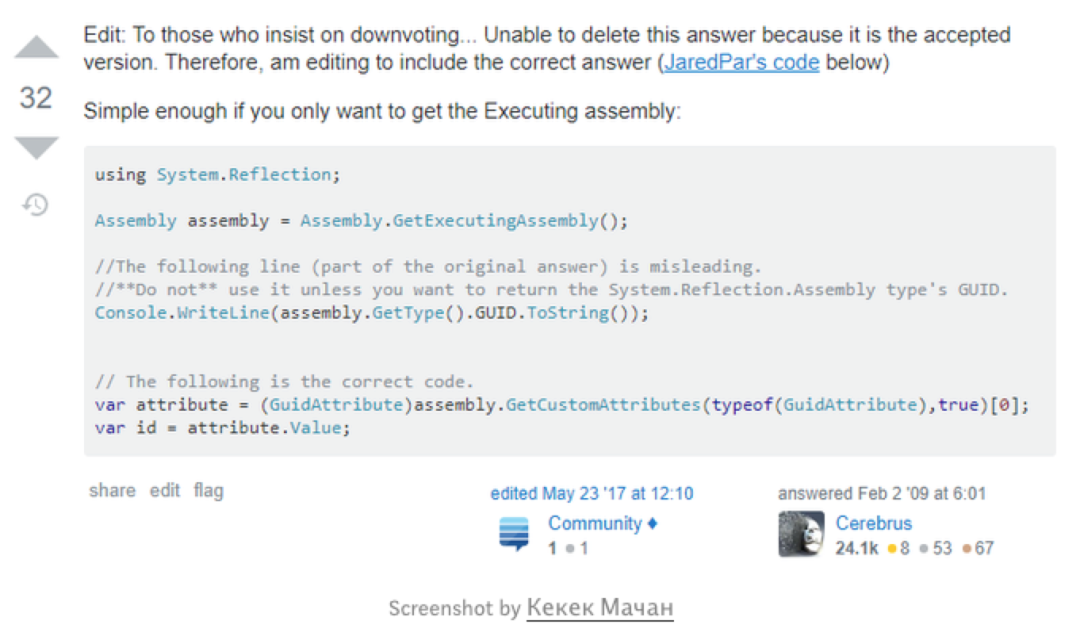 Edit: To those who insist on downvoting... Unable to delete this answer because it is the accepted
version. Therefore, am editing to include the correct answer (JaredPar's code below)
32
Simple enough if you only want to get the Executing assembly:
using System.Reflection;
Assembly assembly = Assembly.GetExecutingAssembly();
//The following line (part of the original answer) is misleading.
//**Do not** use it unless you want to return the System.Reflection.Assembly type's GUID.
Console.WriteLine(assembly.GetType().GUID.ToString());
// The following is the correct code.
var attribute = (GuidAttribute)assembly.GetCustomAttributes(typeof(GuidAttribute),true)[0];
var id = attribute.Value;
share edit flag
edited May 23 '17 at 12:10
Community ♦
1 ●1
answered Feb 2 '09 at 6:01
Cerebrus
24.1k ●8 ●53 ●67
Screenshot by Кекек Мачан